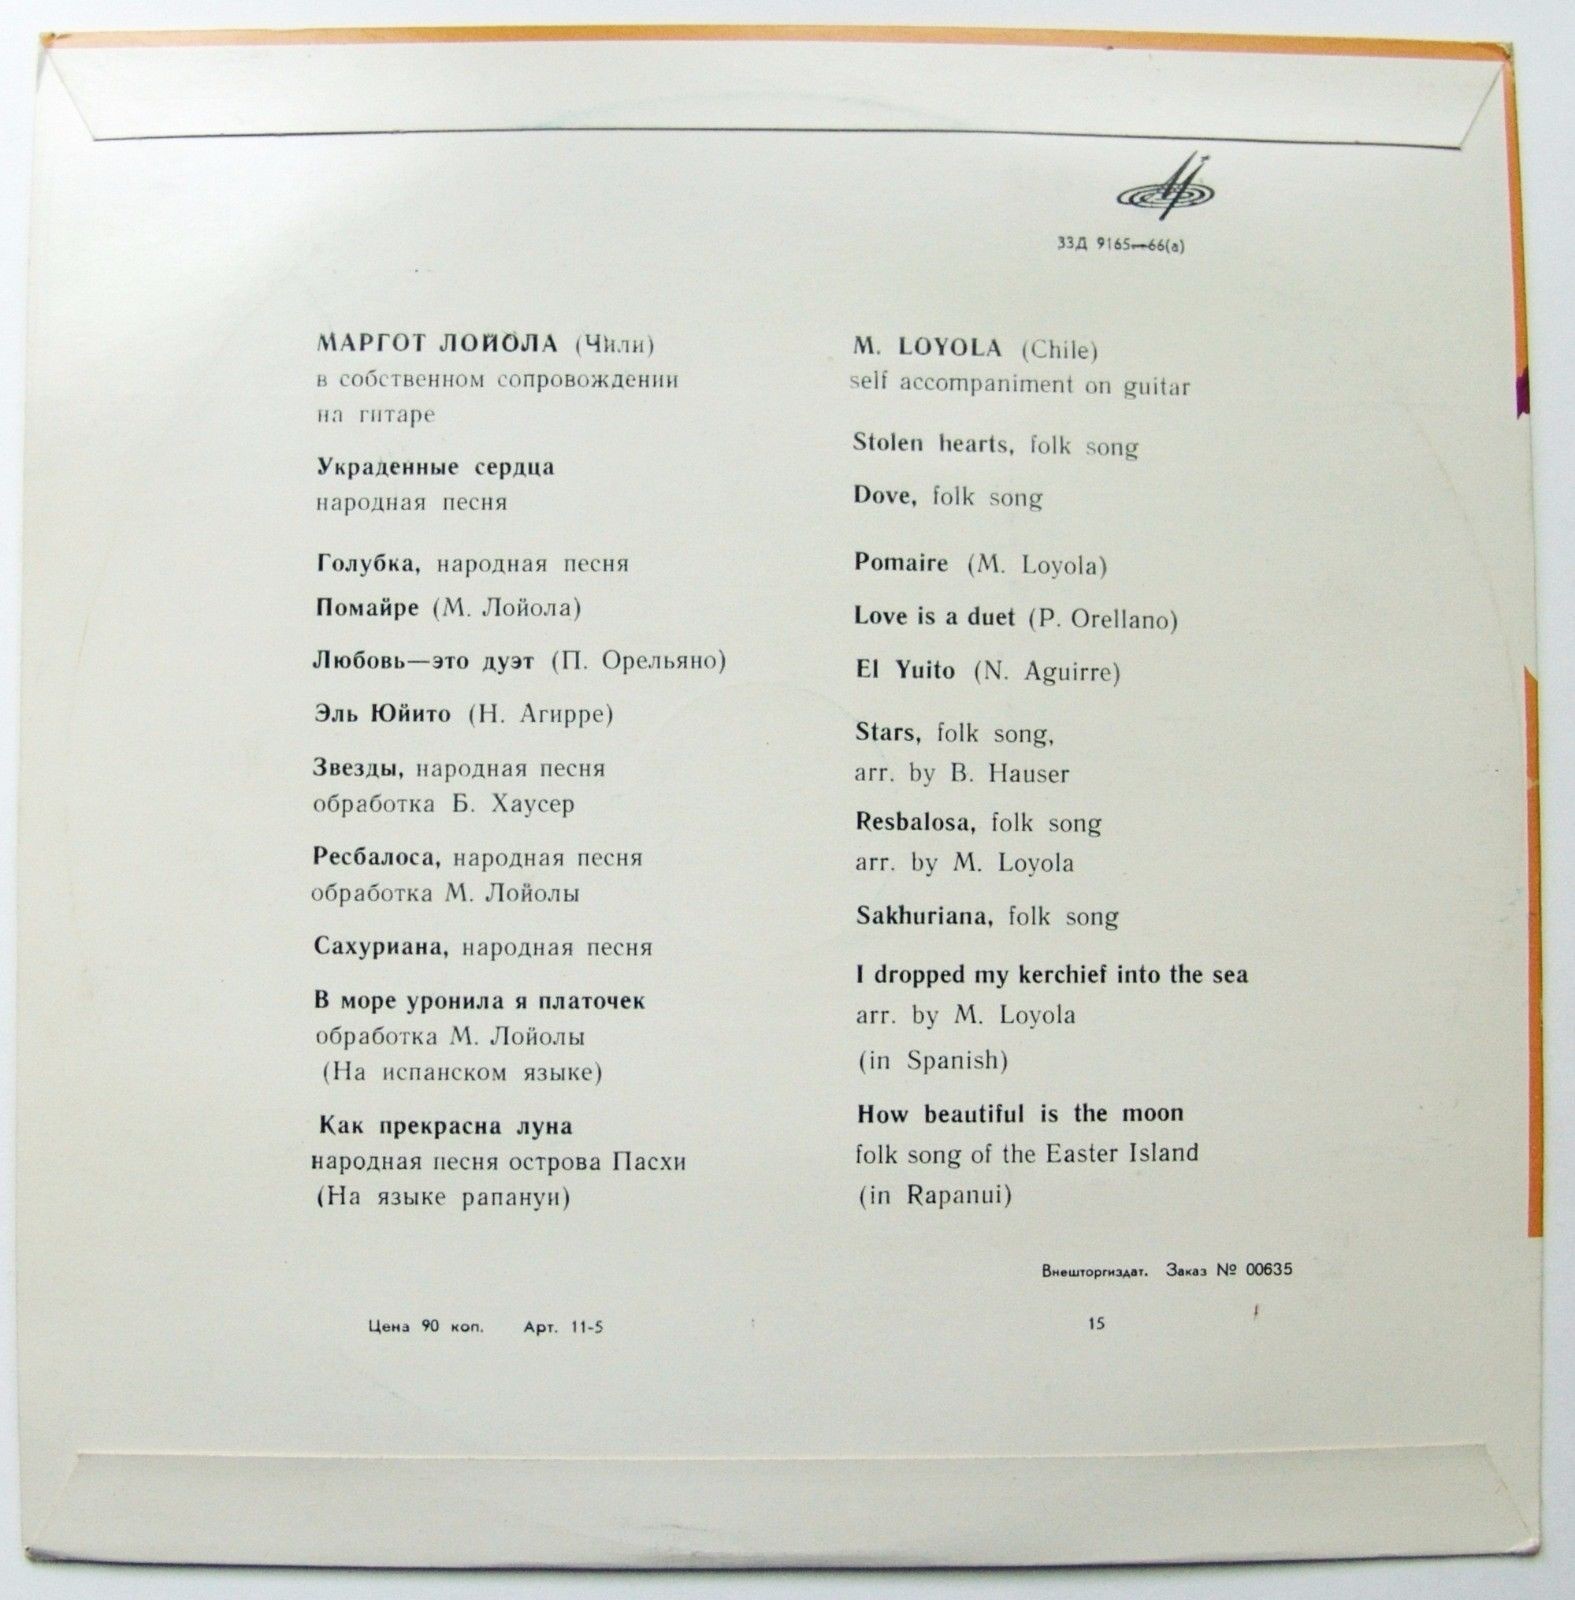 33Д 9165—66(а)
МАРГОТ ЛОЙОЛА (Чили)
в собственном сопровождении
на гитаре
Украденные сердца
народная песня
Голубка, народная песня
Помайре (М. Лойола)
Любовь—это дуэт (П. Орельяно)
Эль Юйито (Н. Агирре)
Звезды, народная песня
обработка Б. Хаусер
Ресбалоса, народная песня
обработка М. Лойолы
Сахуриана, народная песня
В море уронила я платочек
обработка М. Лойолы
(На испанском языке)
Как прекрасна луна
народная песня острова Пасхи
(На языке рапануи)
M. LOYOLA (Chile)
self accompaniment on guitar
Stolen hearts, folk song
Dove, folk song
Pomaire (M. Loyola)
Love is a duet (P. Orellano)
El Yuito (N. Aguirre)
Stars, folk song,
arr. by B. Hauser
Resbalosa, folk song
arr. by M. Loyola
Sakhuriana, folk song
I dropped my kerchief into the sea
arr. by M. Loyola
(in Spanish)
How beautiful is the moon
folk song of the Easter Island
(in Rapanui)
Внешторгиздат. Заказ № 00635
Цена 90 коп. Арт. 11-5
15